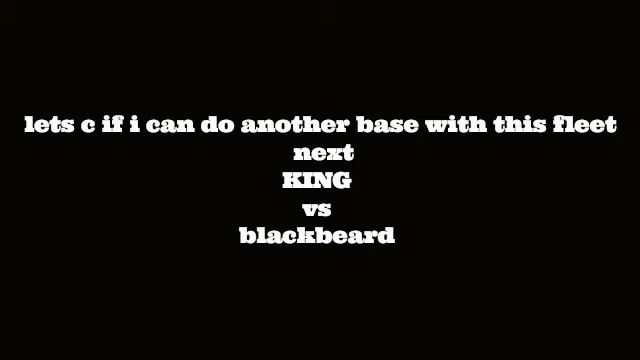 lets c if i can do another base with this fleet
next
KING
vs
blackbeard